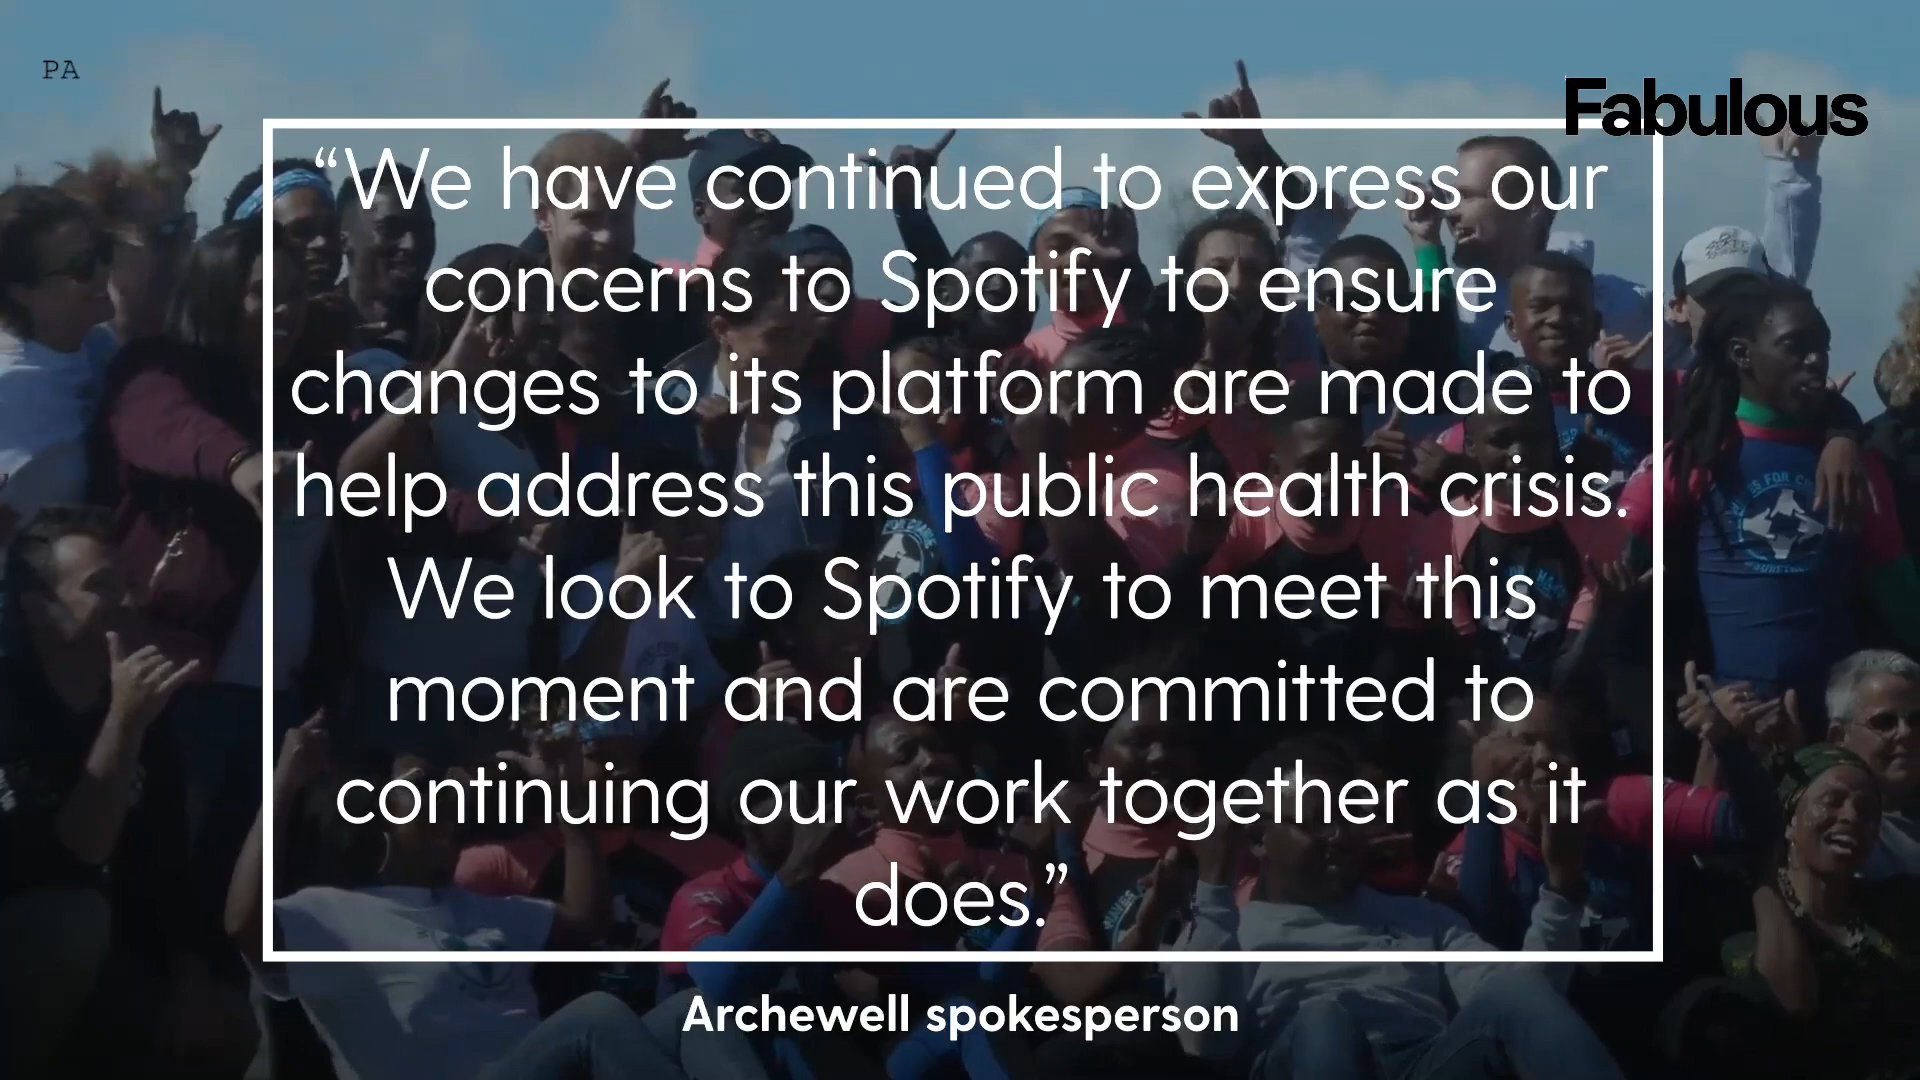 PA
Fabulous
“We have continued to express our
concerns to Spotify to ensure
changes to its platform are made to
help address this public health crisis.
We look to Spotify to meet this
moment and are committed to
continuing our work together as it
does.”
Archewell spokesperson